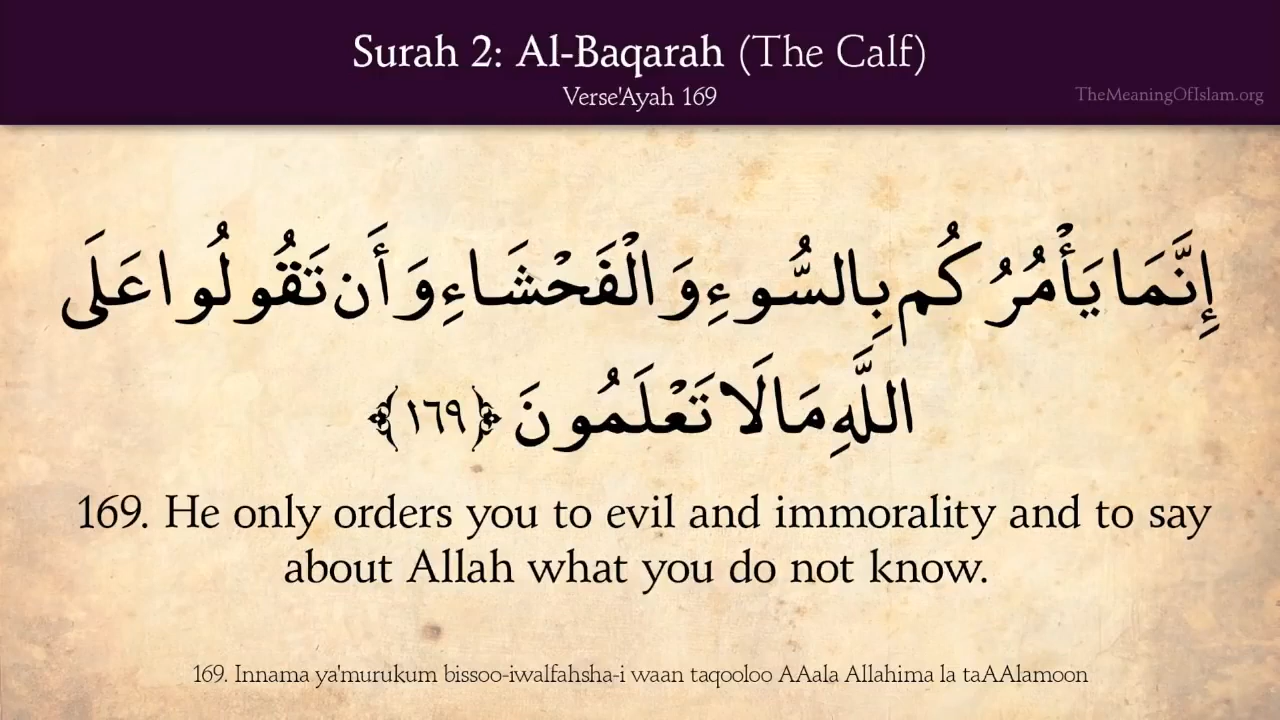 Surah 2: Al-Baqarah (The Calf)
Verse'Ayah 169
TheMeaningOfIslam.org
إِنَّمَا يَأْمُرُكُم بِالسُّوءِ وَالْفَحْشَاءِ وَأَن تَقُولُوا عَلَى
اللَّهِ مَا لَا تَعْلَمُونَ ﴿١٦٩﴾
169. He only orders you to evil and immorality and to say
about Allah what you do not know.
169. Innama ya'murukum bissoo-iwalfahsha-i waan taqooloo AAala Allahima la taAAlamoon